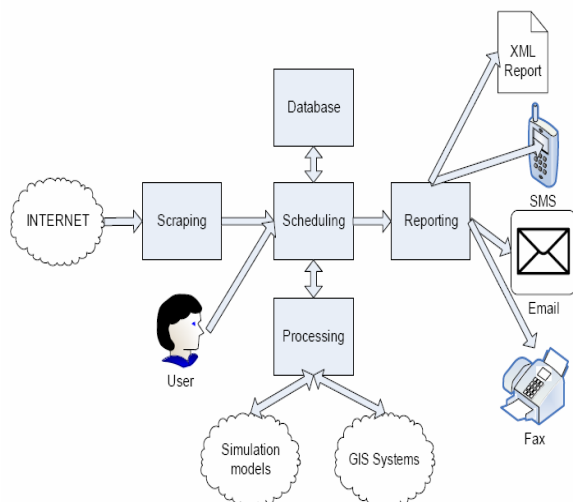 XML
Report
Database
SMS
INTERNET
Scraping
Scheduling
Reporting
Email
User
Processing
Simulation
models
GIS Systems
Fax